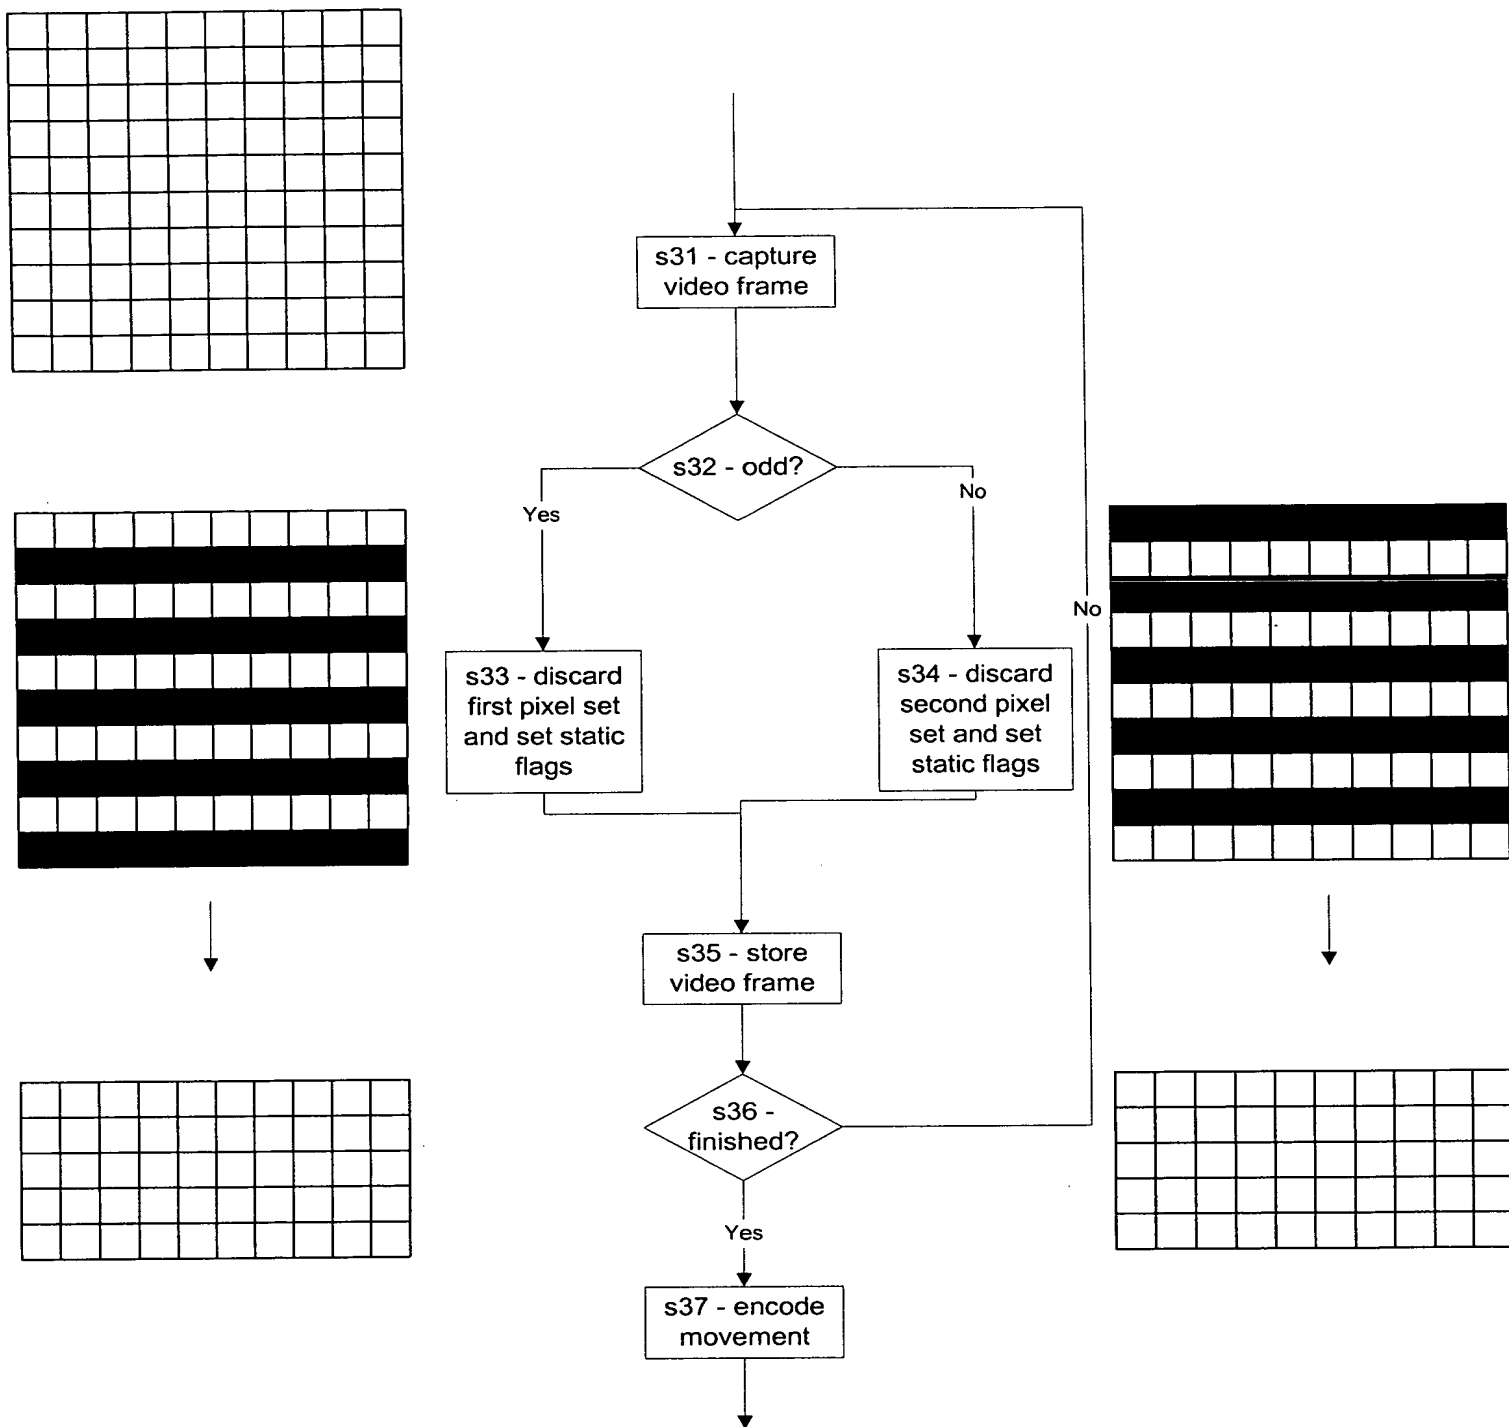 s31 - capture
video frame
s32 - odd?
Yes
No
No
s33 - discard
first pixel set
and set static
flags
s34 - discard
second pixel
set and set
static flags
s35 - store
video frame
s36 -
finished?
Yes
s37 - encode
movement